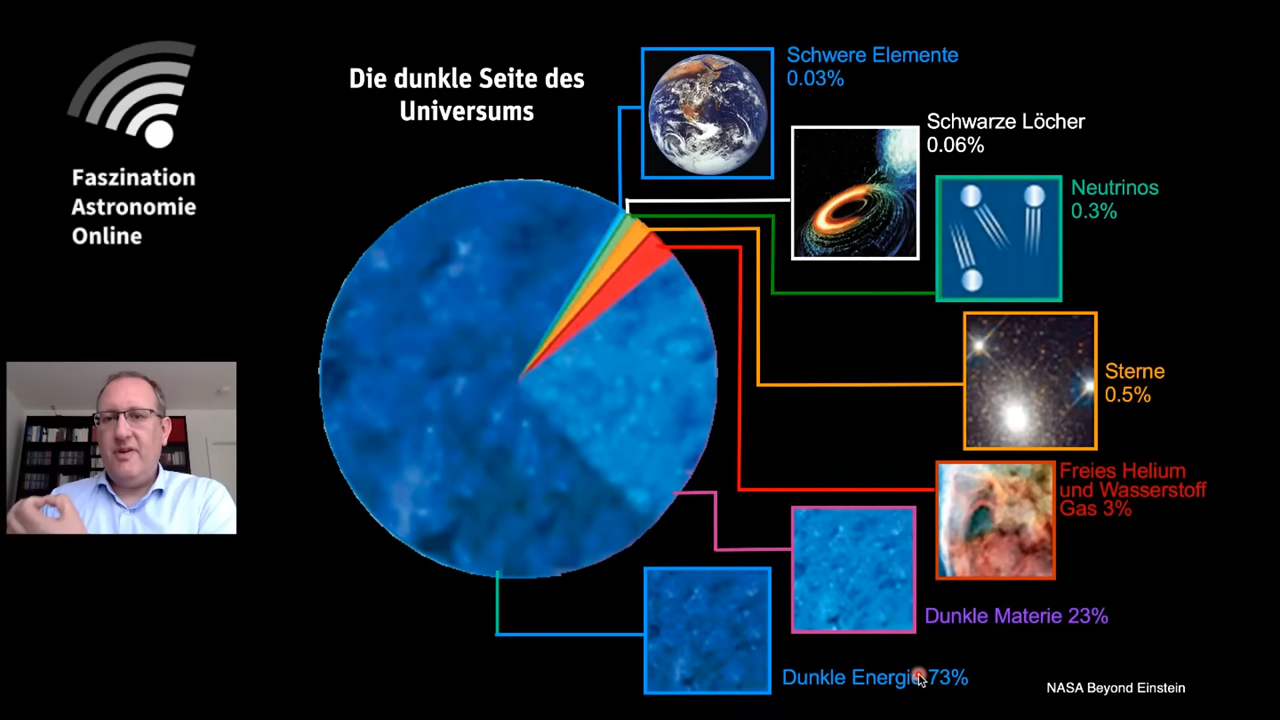 Faszination
Astronomie
Online
Die dunkle Seite des
Universums
Schwere Elemente
0.03%
Schwarze Löcher
0.06%
Neutrinos
0.3%
Sterne
0.5%
Freies Helium
und Wasserstoff
Gas 3%
Dunkle Materie 23%
Dunkle Energie 73%
NASA Beyond Einstein